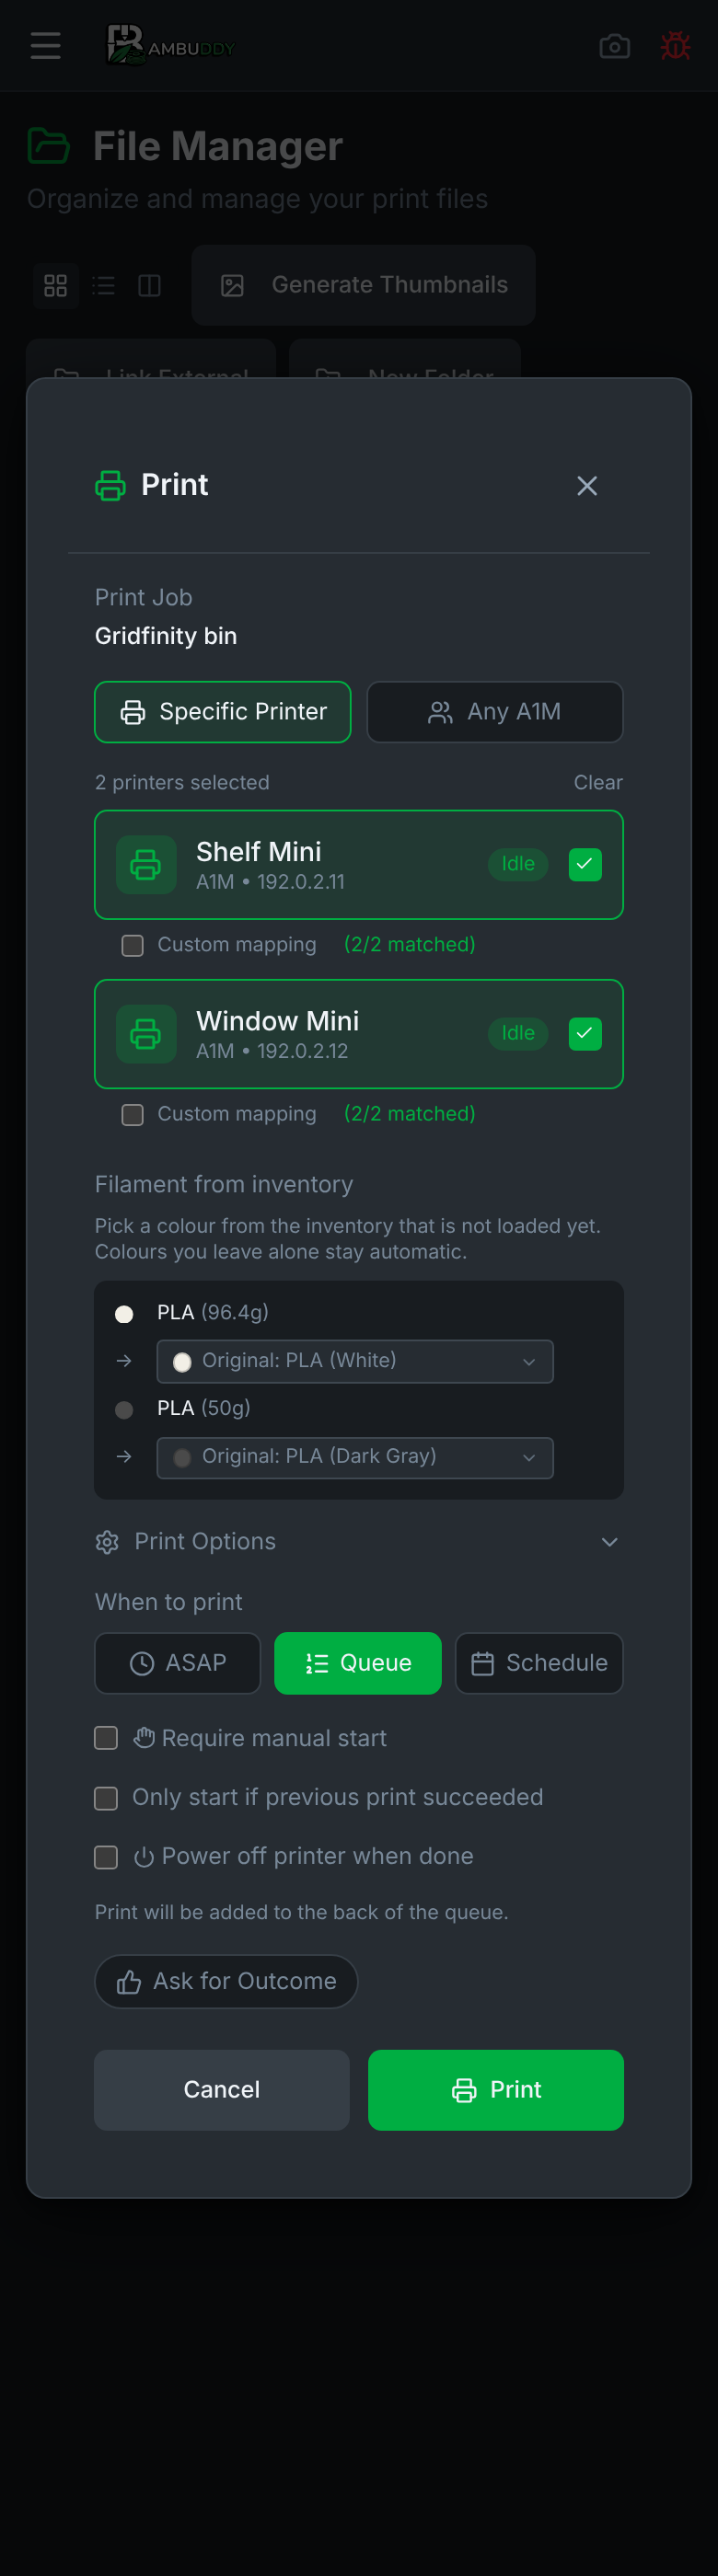 AMBUDDY
File Manager
Organize and manage your print files
Generate Thumbnails
Link External
New Folder
Print
Print Job
Gridfinity bin
Specific Printer
Any A1M
2 printers selected
Clear
Shelf Mini
Idle
A1M • 192.0.2.11
Custom mapping (2/2 matched)
Window Mini
Idle
A1M • 192.0.2.12
Custom mapping (2/2 matched)
Filament from inventory
Pick a colour from the inventory that is not loaded yet.
Colours you leave alone stay automatic.
PLA (96.4g)
→ Original: PLA (White)
PLA (50g)
→ Original: PLA (Dark Gray)
Print Options
When to print
ASAP
Queue
Schedule
Require manual start
Only start if previous print succeeded
Power off printer when done
Print will be added to the back of the queue.
Ask for Outcome
Cancel
Print